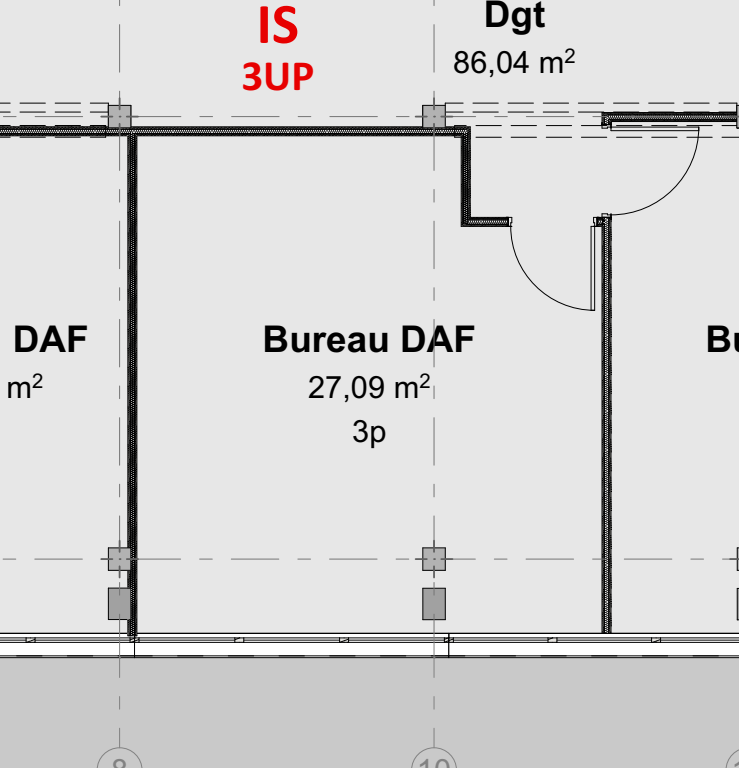 IS
3UP
Dgt
86,04 m²
DAF
m²
Bureau DAF
27,09 m²
3p